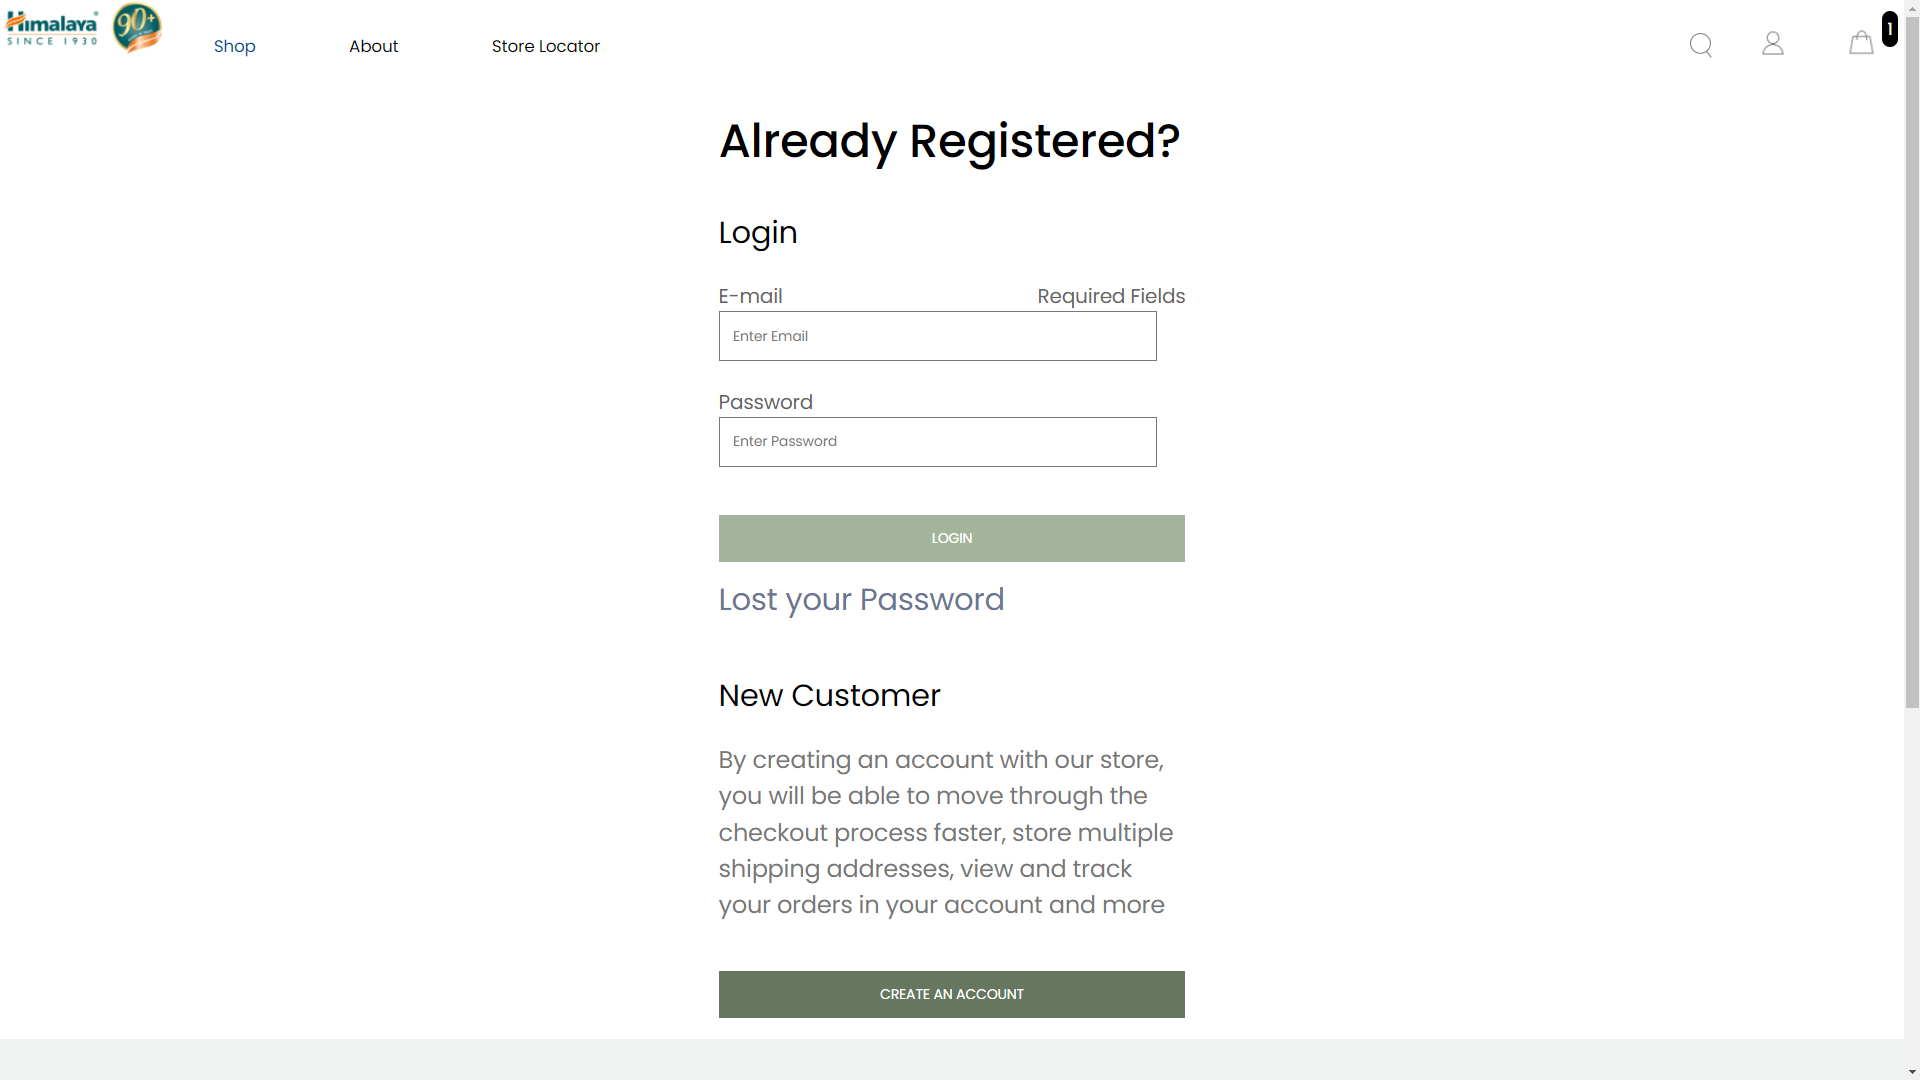 Himalaya
SINCE 1930
90+
Shop
About
Store Locator
1
Already Registered?
Login
E-mail
Required Fields
Enter Email
Password
Enter Password
LOGIN
Lost your Password
New Customer
By creating an account with our store,
you will be able to move through the
checkout process faster, store multiple
shipping addresses, view and track
your orders in your account and more
CREATE AN ACCOUNT